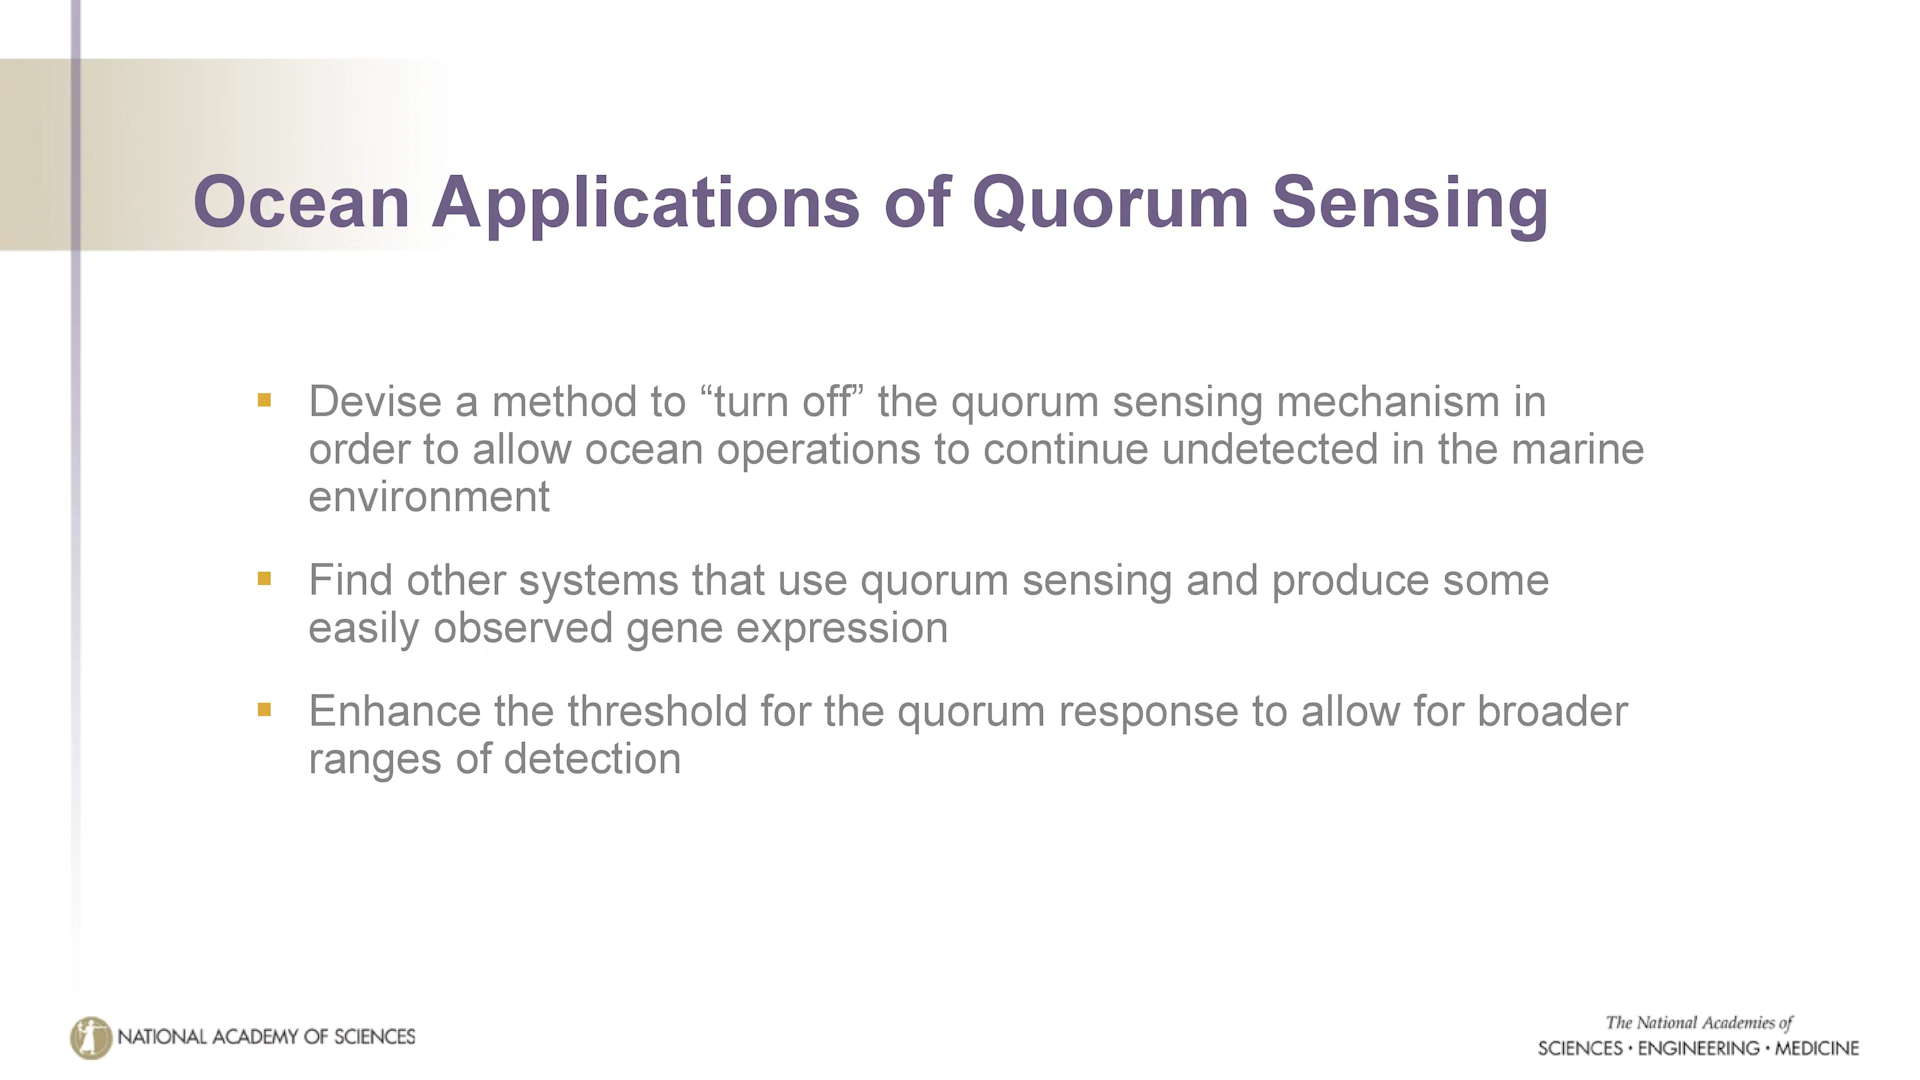 Ocean Applications of Quorum Sensing
▪ Devise a method to “turn off” the quorum sensing mechanism in
order to allow ocean operations to continue undetected in the marine
environment
▪ Find other systems that use quorum sensing and produce some
easily observed gene expression
▪ Enhance the threshold for the quorum response to allow for broader
ranges of detection
NATIONAL ACADEMY OF SCIENCES
The National Academies of
SCIENCES • ENGINEERING • MEDICINE